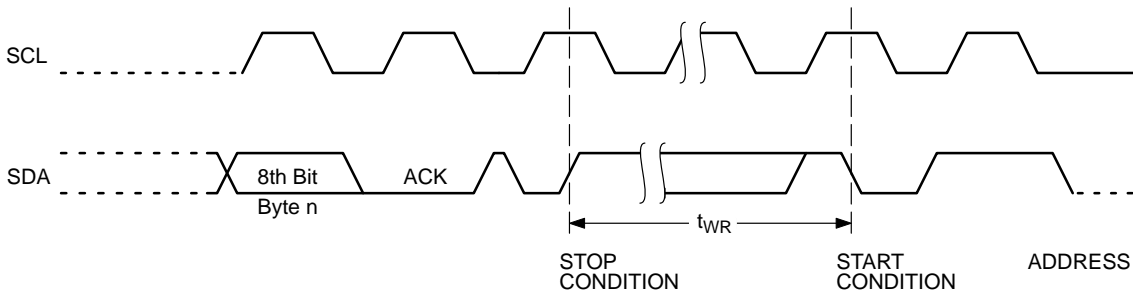 SCL
SDA
8th Bit
Byte n
ACK
tWR
STOP
CONDITION
START
CONDITION
ADDRESS